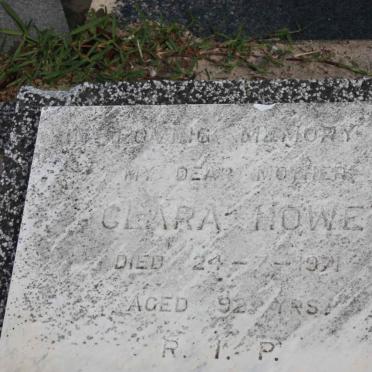 IN LOVING MEMORY
MY DEAR MOTHER
CLARA HOWE
DIED 24-7-1971
AGED 92 YRS.
R. I. P.